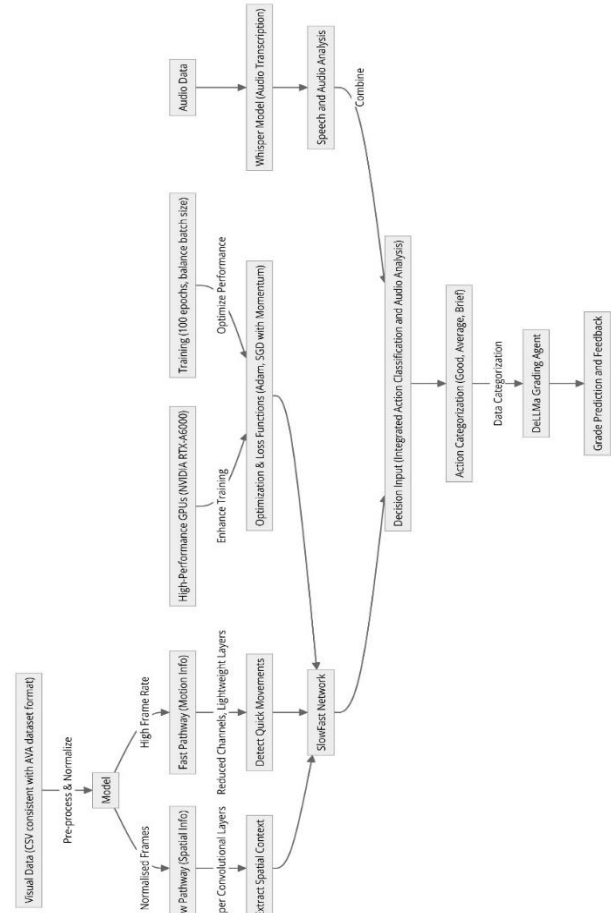 Visual Data (CSV consistent with AVA dataset format)
Pre-process & Normalize
Model
Normalised Frames
High Frame Rate
Pathway (Spatial Info)
Fast Pathway (Motion Info)
Convolutional Layers
Reduced Channels, Lightweight Layers
Spatial Context
Detect Quick Movements
SlowFast Network
High-Performance GPUs (NVIDIA RTX-A6000)
Training (100 epochs, balance batch size)
Enhance Training
Optimize Performance
Optimization & Loss Functions (Adam, SGD with Momentum)
Audio Data
Whisper Model (Audio Transcription)
Speech and Audio Analysis
Combine
Decision Input (Integrated Action Classification and Audio Analysis)
Action Categorization (Good, Average, Brief)
Data Categorization
DeLLMa Grading Agent
Grade Prediction and Feedback